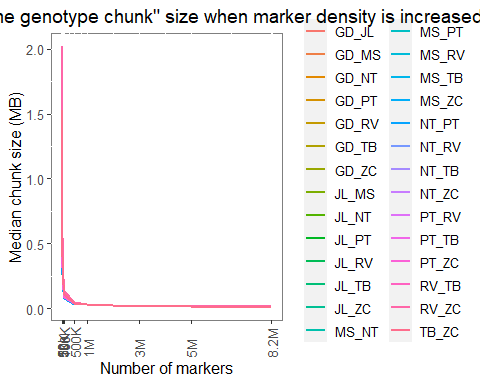 ne genotype chunk" size when marker density is increased
Median chunk size (MB)
2.0
1.5
1.0
0.5
0.0
500K
1M
3M
5M
8.2M
Number of markers
GD_JL
GD_MS
GD_NT
GD_PT
GD_RV
GD_TB
GD_ZC
JL_MS
JL_NT
JL_PT
JL_RV
JL_TB
JL_ZC
MS_NT
MS_PT
MS_RV
MS_TB
MS_ZC
NT_PT
NT_RV
NT_TB
NT_ZC
PT_RV
PT_TB
PT_ZC
RV_TB
RV_ZC
TB_ZC